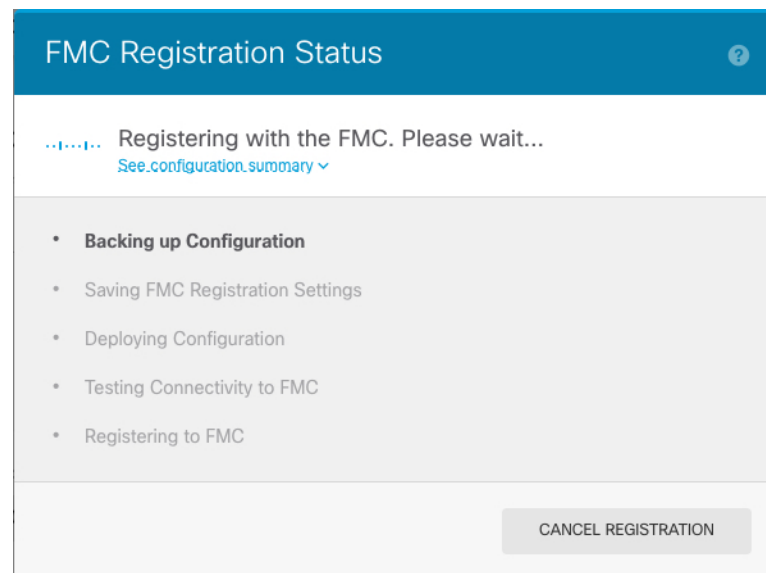 FMC Registration Status
?
Registering with the FMC. Please wait...
See configuration summary
• Backing up Configuration
• Saving FMC Registration Settings
• Deploying Configuration
• Testing Connectivity to FMC
• Registering to FMC
CANCEL REGISTRATION